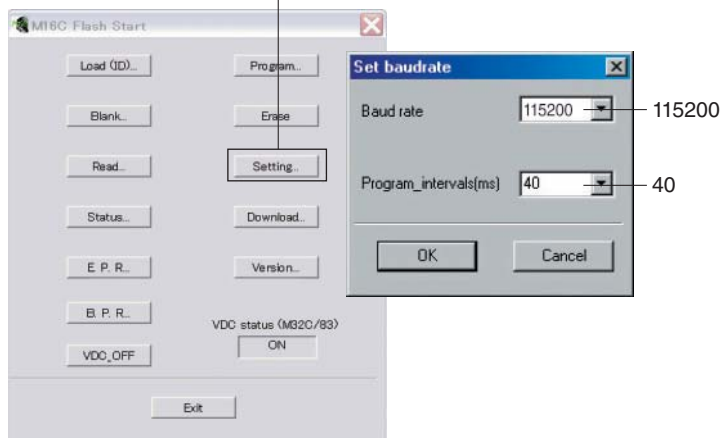 M16C Flash Start
Load (ID)...
Program...
Blank...
Erase
Read...
Setting...
Status...
Download...
E. P. R...
Version...
B. P. R...
VDC status (M32C/83)
ON
VDC_OFF
Exit
Set baudrate
Baud rate
115200
115200
Program_intervals(ms)
40
40
OK
Cancel